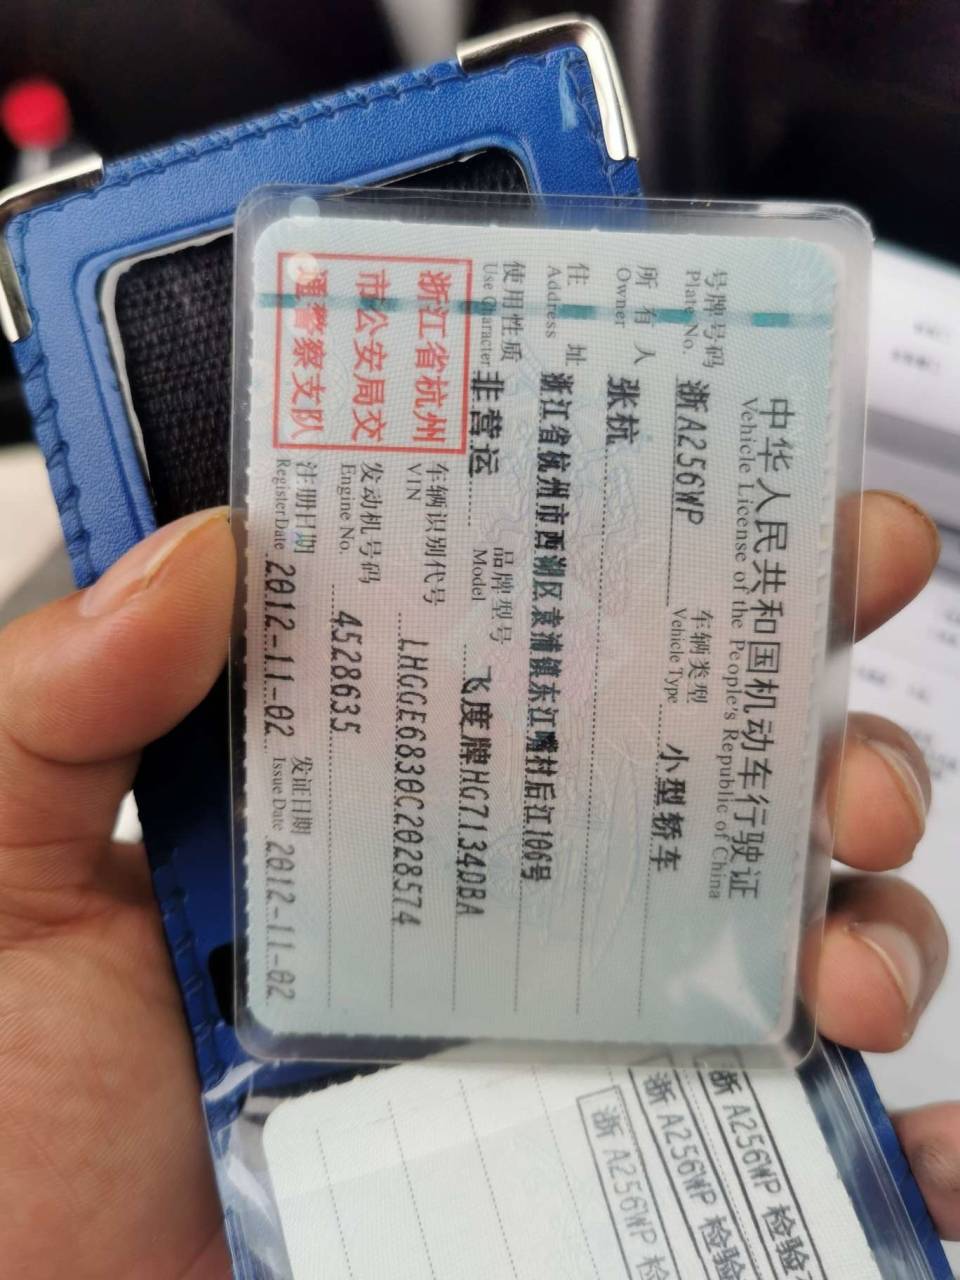 中华人民共和国机动车行驶证
Vehicle License of the People's Republic of China
号牌号码 浙A256WP 车辆类型 小型轿车
Plate No. Vehicle Type
所有人 张杭
Owner
住址 浙江省杭州市西湖区袁浦镇东江嘴村后江106号
Address
使用性质 非营运 品牌型号 飞度牌HG7134DBA
Use Character Model
浙江省杭州
市公安局交
通警察支队
车辆识别代号 LHGGE6830C2028574
VIN
发动机号码 4528635
Engine No.
注册日期 2012-11-02 发证日期 2012-11-02
Register Date Issue Date
浙A256WP 检验
浙A256WP 检验
浙A256WP 检